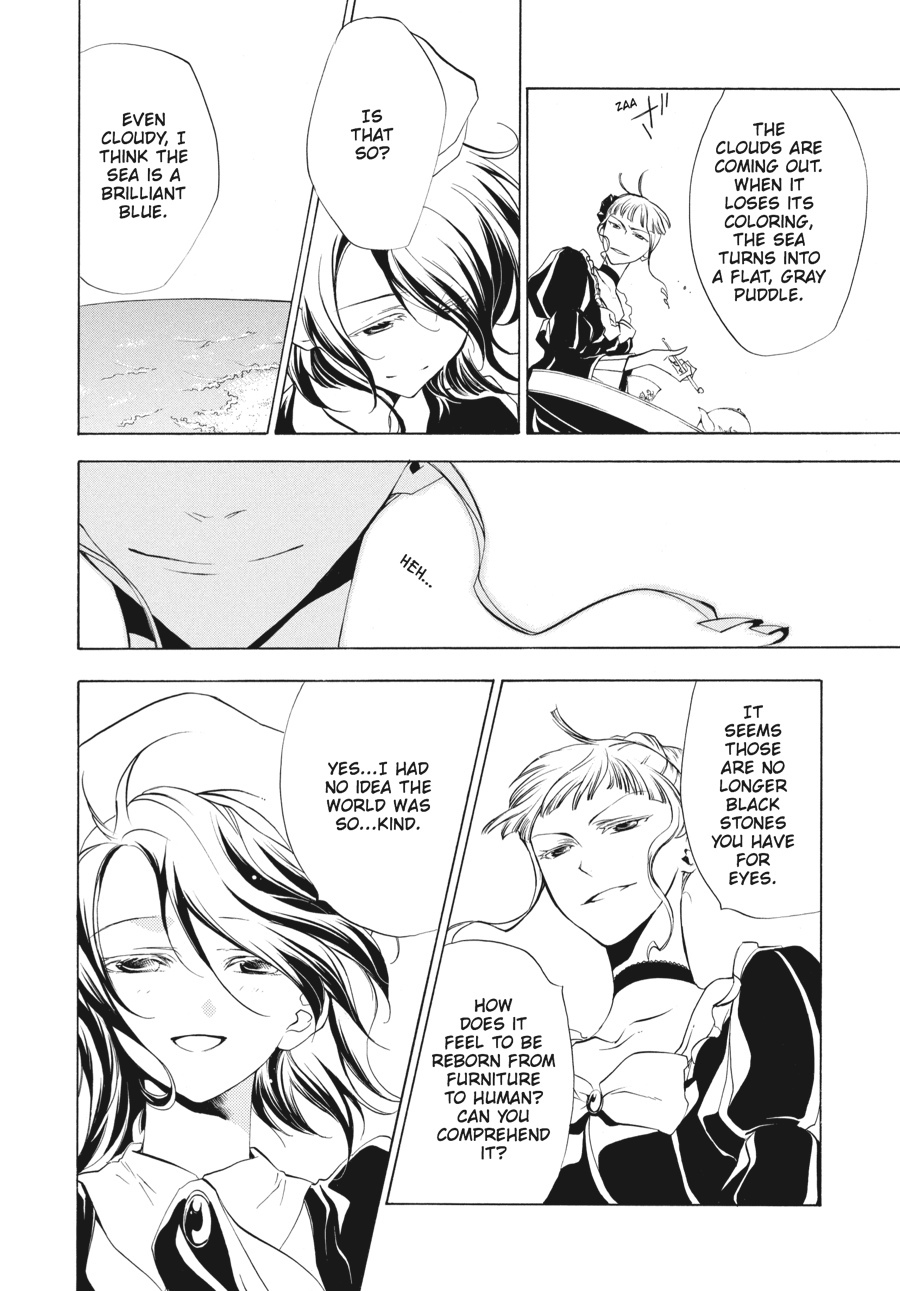 ZAA
THE
CLOUDS ARE
COMING OUT.
WHEN IT
LOSES ITS
COLORING,
THE SEA
TURNS INTO
A FLAT, GRAY
PUDDLE.
IS
THAT
SO?
EVEN
CLOUDY, I
THINK THE
SEA IS A
BRILLIANT
BLUE.
HEH...
IT
SEEMS
THOSE
ARE NO
LONGER
BLACK
STONES
YOU HAVE
FOR
EYES.
HOW
DOES IT
FEEL TO BE
REBORN FROM
FURNITURE
TO HUMAN?
CAN YOU
COMPREHEND
IT?
YES...I HAD
NO IDEA THE
WORLD WAS
SO...KIND.